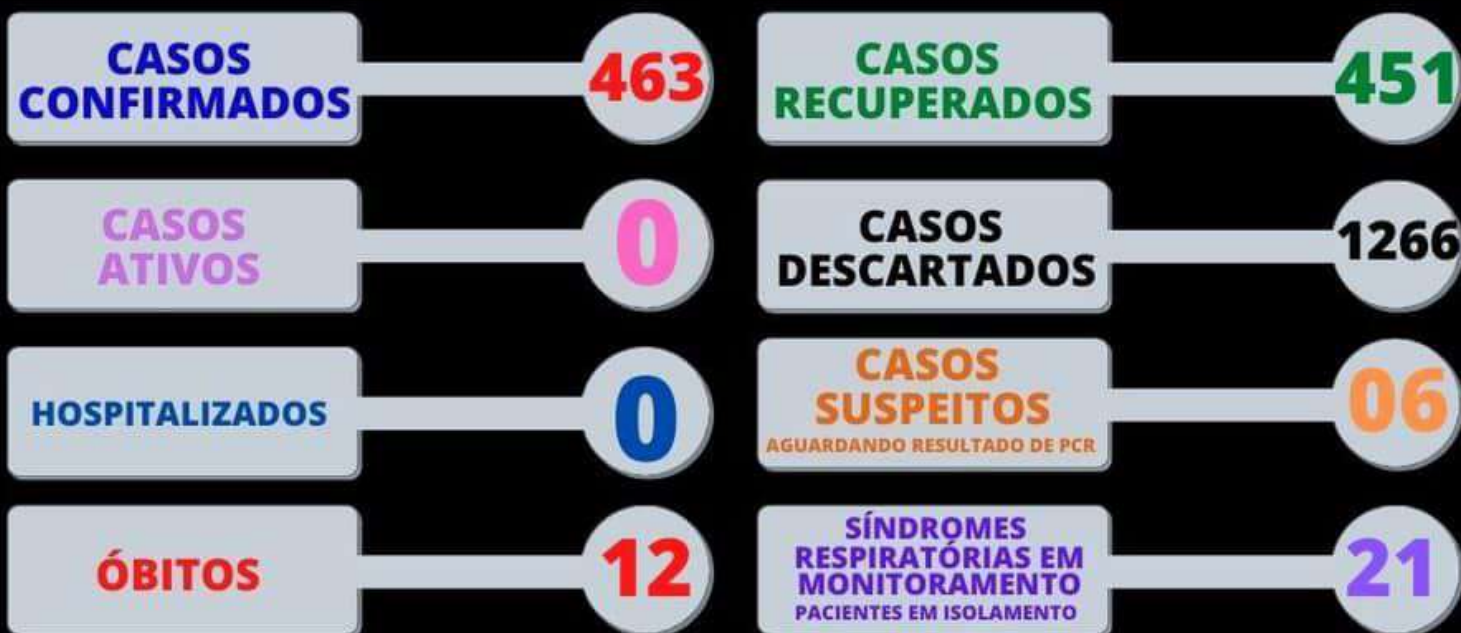 CASOS
CONFIRMADOS
463
CASOS
RECUPERADOS
451
CASOS
ATIVOS
0
CASOS
DESCARTADOS
1266
HOSPITALIZADOS
0
CASOS
SUSPEITOS
AGUARDANDO RESULTADO DE PCR
06
ÓBITOS
12
SÍNDROMES
RESPIRATÓRIAS EM
MONITORAMENTO
PACIENTES EM ISOLAMENTO
21